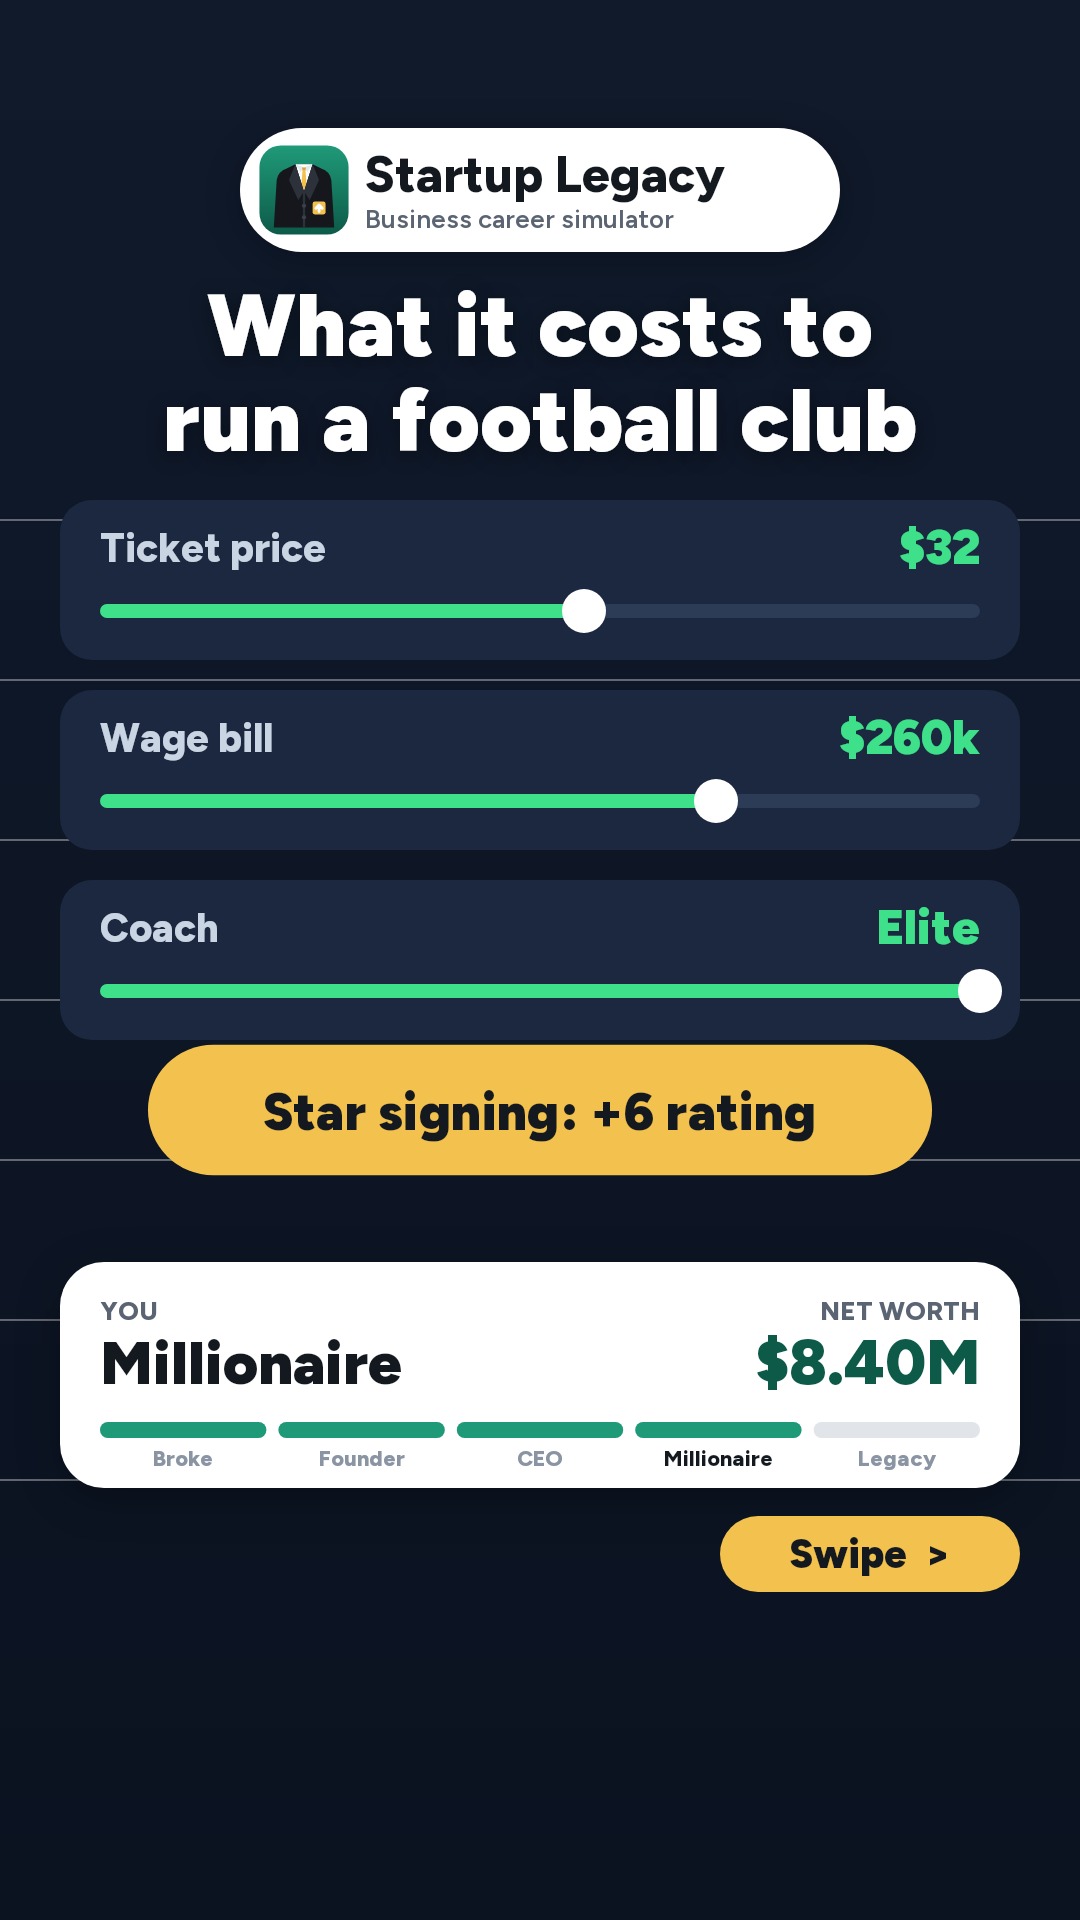 Startup Legacy
Business career simulator
What it costs to
run a football club
Ticket price $32
Wage bill $260k
Coach Elite
Star signing: +6 rating
YOU NET WORTH
Millionaire $8.40M
Broke Founder CEO Millionaire Legacy
Swipe >